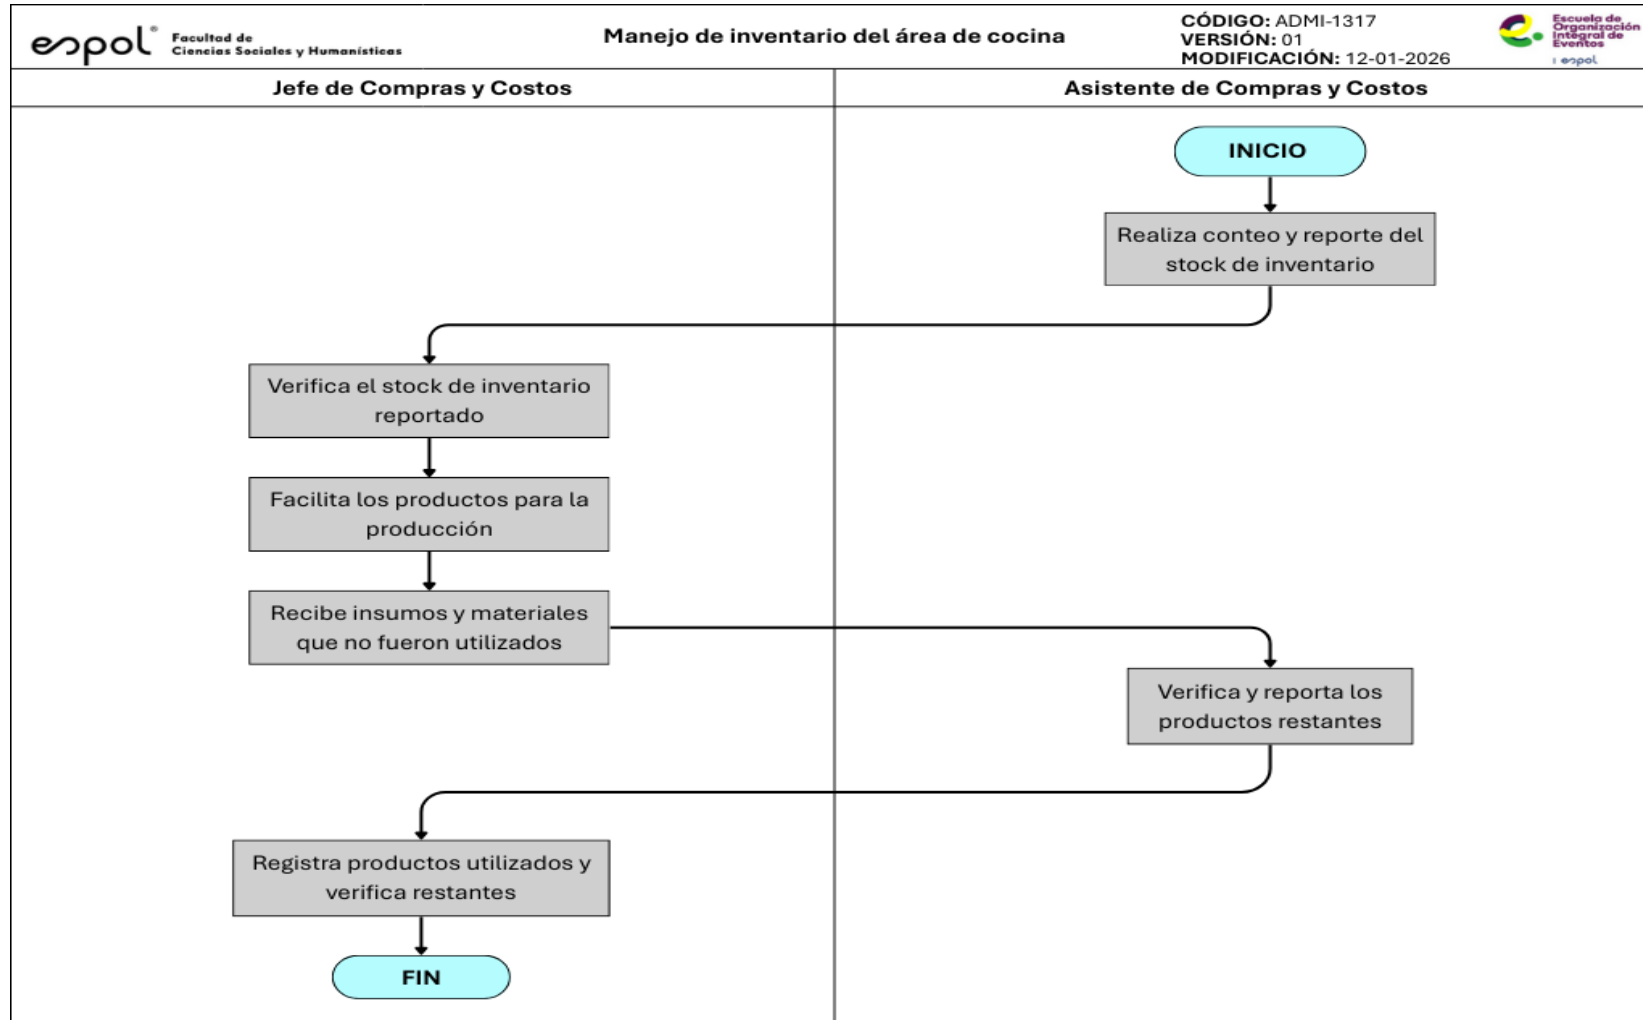 espol®
Facultad de
Ciencias Sociales y Humanísticas
Manejo de inventario del área de cocina
CÓDIGO: ADMI-1317
VERSIÓN: 01
MODIFICACIÓN: 12-01-2026
Escuela de
Organización
Integral de
Eventos
espol
Jefe de Compras y Costos
Asistente de Compras y Costos
INICIO
Realiza conteo y reporte del
stock de inventario
Verifica el stock de inventario
reportado
Facilita los productos para la
producción
Recibe insumos y materiales
que no fueron utilizados
Verifica y reporta los
productos restantes
Registra productos utilizados y
verifica restantes
FIN